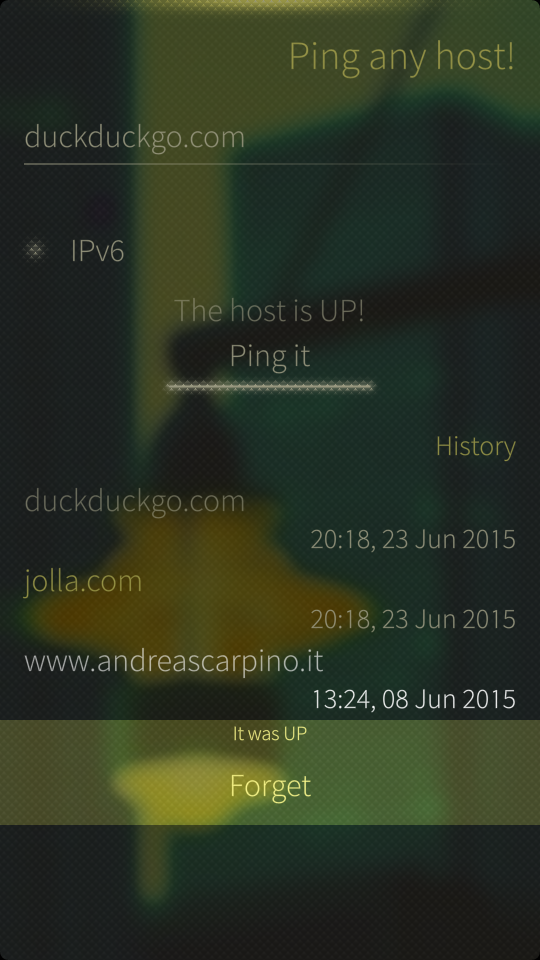 Ping any host!
duckduckgo.com
IPv6
The host is UP!
Ping it
History
duckduckgo.com
20:18, 23 Jun 2015
jolla.com
20:18, 23 Jun 2015
www.andreascarpino.it
13:24, 08 Jun 2015
It was UP
Forget